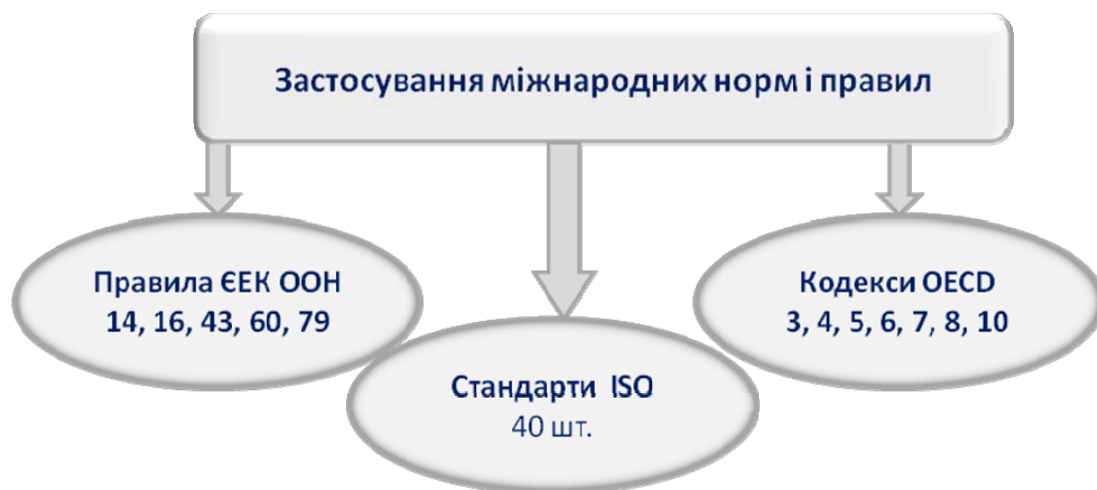 Застосування міжнародних норм і правил
Правила ЄЕК ООН
14, 16, 43, 60, 79
Стандарти ISO
40 шт.
Кодекси OECD
3, 4, 5, 6, 7, 8, 10